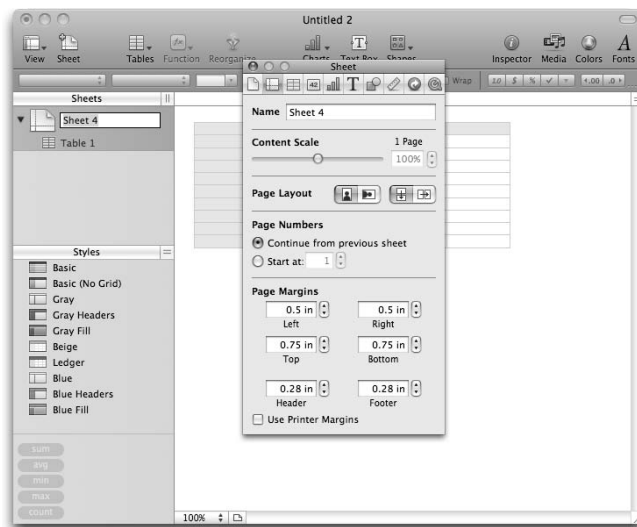 Untitled 2
View Sheet Tables Function Reorganize Charts Text Box Shapes Inspector Media Colors Fonts
Sheet
Wrap
Sheets
Sheet 4
Table 1
Styles
Basic
Basic (No Grid)
Gray
Gray Headers
Gray Fill
Beige
Ledger
Blue
Blue Headers
Blue Fill
sum
avg
min
max
count
42
T
Name Sheet 4
Content Scale 1 Page
100%
Page Layout
Page Numbers
Continue from previous sheet
Start at: 1
Page Margins
0.5 in 0.5 in
Left Right
0.75 in 0.75 in
Top Bottom
0.28 in 0.28 in
Header Footer
Use Printer Margins
100%